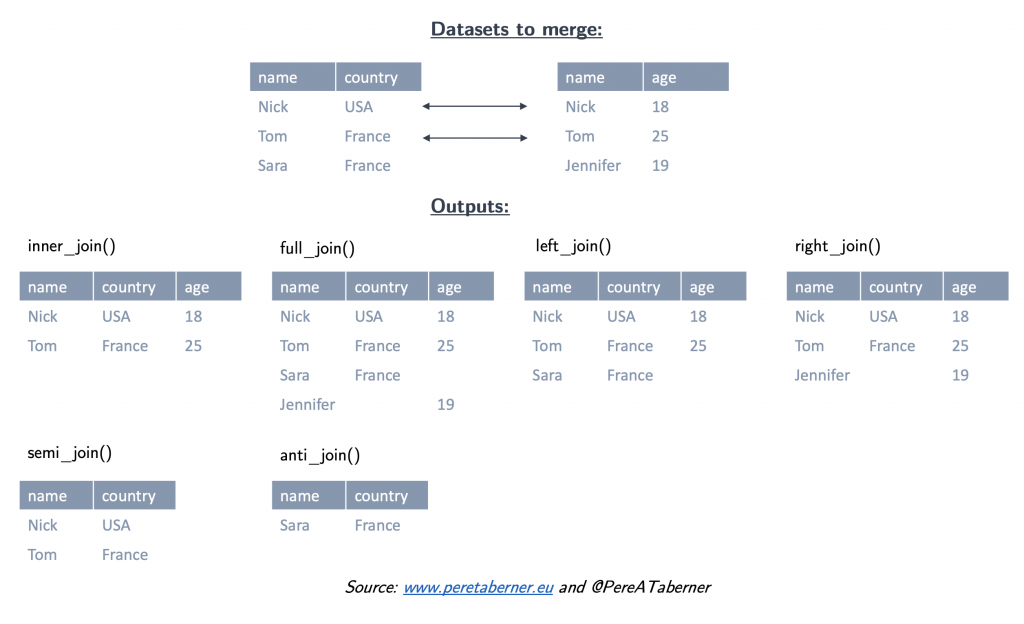 Datasets to merge:
name country name age
Nick USA Nick 18
Tom France Tom 25
Sara France Jennifer 19
Outputs:
inner_join()
name country age
Nick USA 18
Tom France 25
full_join()
name country age
Nick USA 18
Tom France 25
Sara France
Jennifer 19
left_join()
name country age
Nick USA 18
Tom France 25
Sara France
right_join()
name country age
Nick USA 18
Tom France 25
Jennifer 19
semi_join()
name country
Nick USA
Tom France
anti_join()
name country
Sara France
Source: www.peretaberner.eu and @PereATaberner